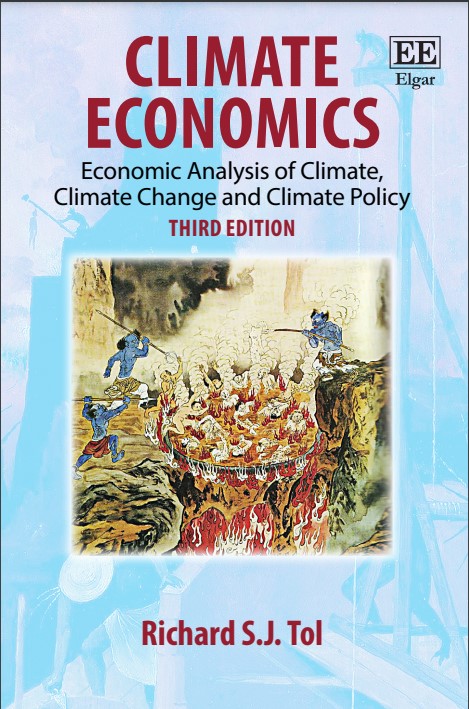 CLIMATE
ECONOMICS
EE
Elgar
Economic Analysis of Climate,
Climate Change and Climate Policy
THIRD EDITION
Richard S.J. Tol